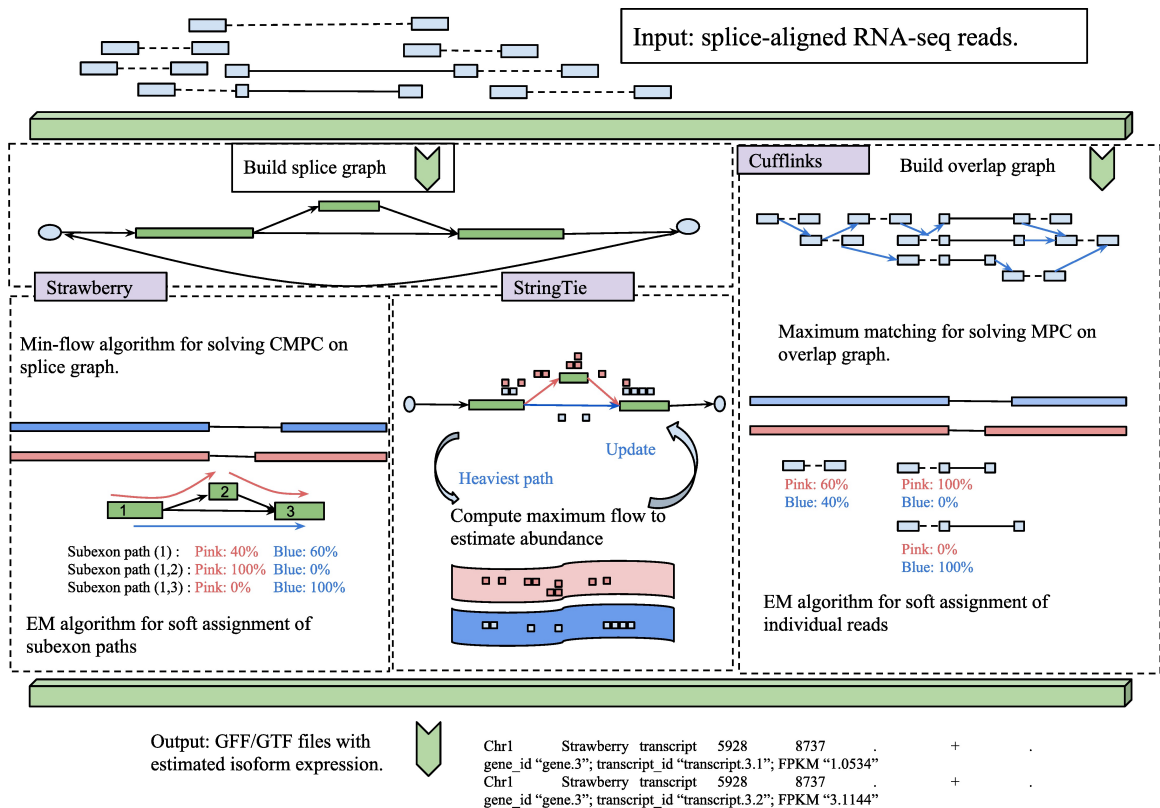 Input: splice-aligned RNA-seq reads.
Build splice graph
Cufflinks
Build overlap graph
Strawberry
StringTie
Min-flow algorithm for solving CMPC on
splice graph.
1
2
3
Subexon path (1) : Pink: 40% Blue: 60%
Subexon path (1,2) : Pink: 100% Blue: 0%
Subexon path (1,3) : Pink: 0% Blue: 100%
EM algorithm for soft assignment of
subexon paths
Heaviest path
Update
Compute maximum flow to
estimate abundance
Maximum matching for solving MPC on
overlap graph.
Pink: 60%
Blue: 40%
Pink: 100%
Blue: 0%
Pink: 0%
Blue: 100%
EM algorithm for soft assignment of
individual reads
Output: GFF/GTF files with
estimated isoform expression.
Chr1 Strawberry transcript 5928 8737 . + .
gene_id “gene.3”; transcript_id “transcript.3.1”; FPKM “1.0534”
Chr1 Strawberry transcript 5928 8737 . + .
gene_id “gene.3”; transcript_id “transcript.3.2”; FPKM “3.1144”